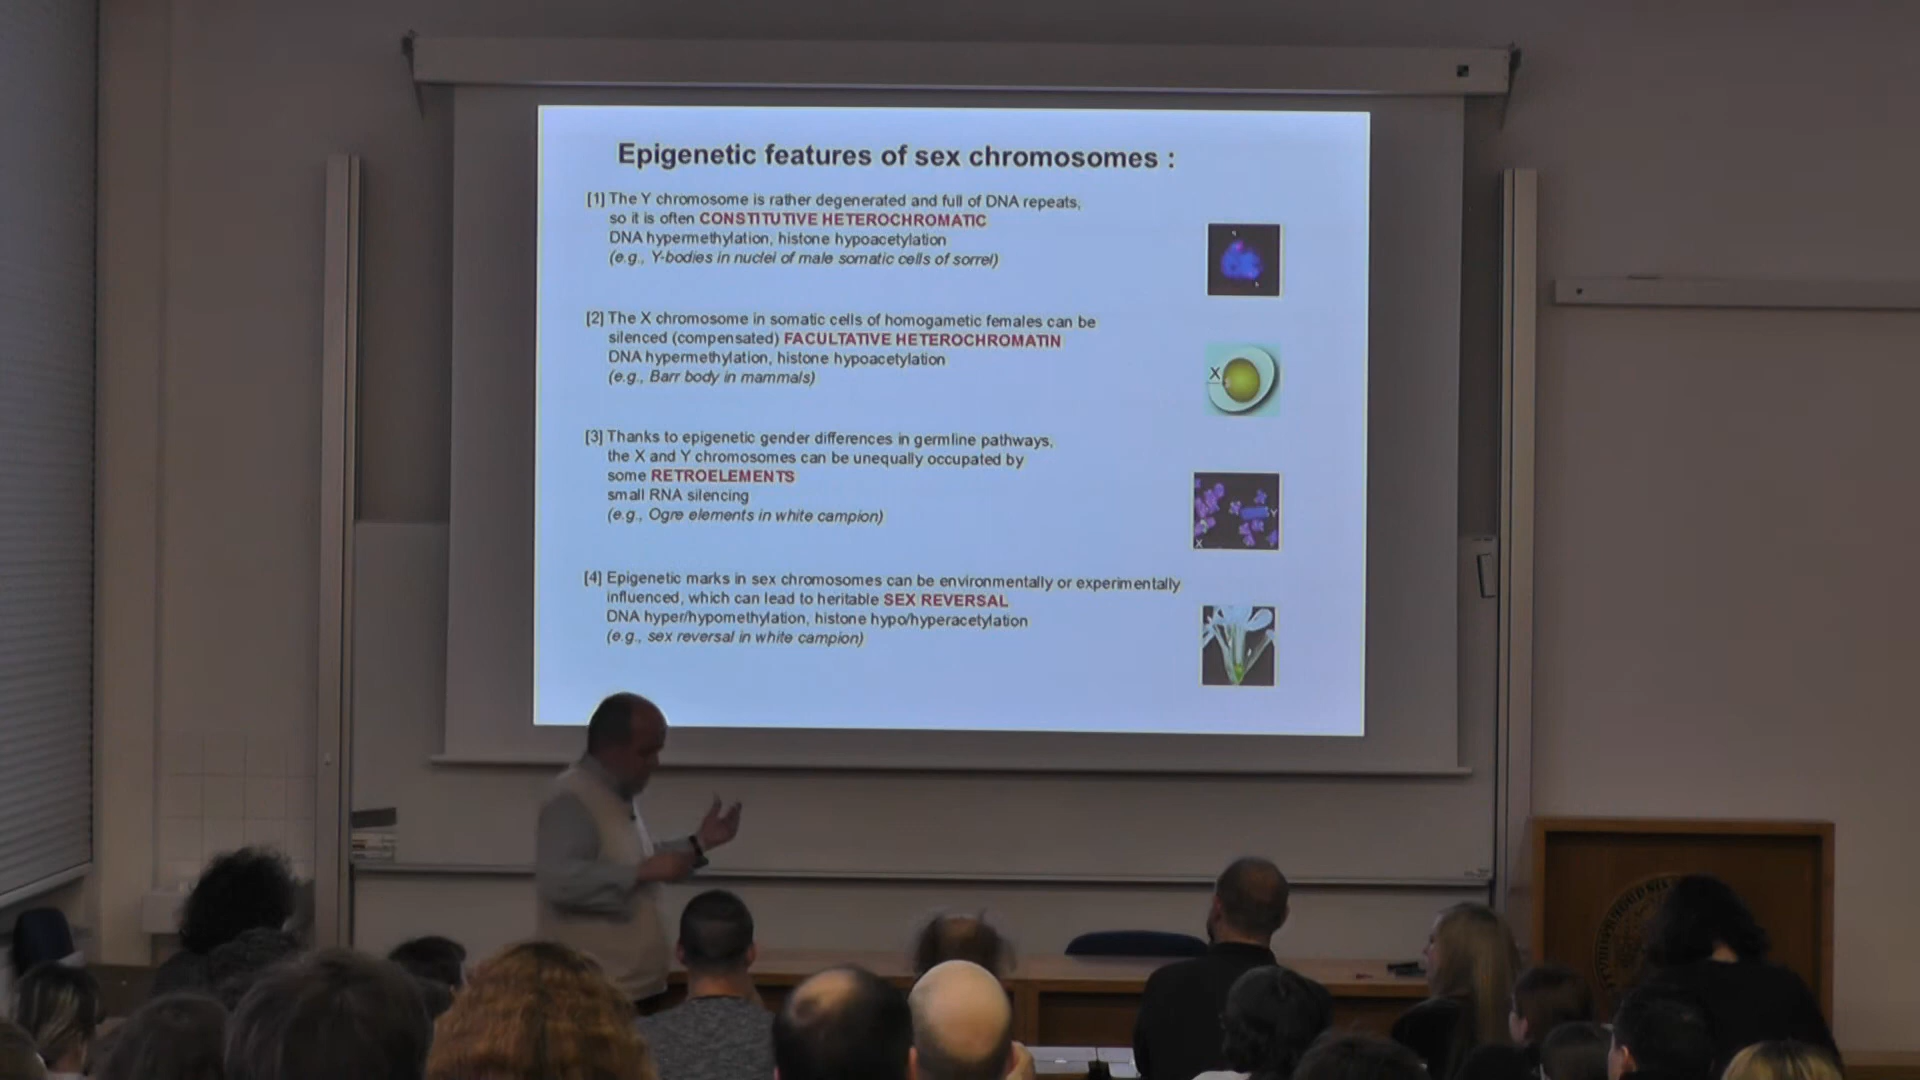 Epigenetic features of sex chromosomes :
[1] The Y chromosome is rather degenerated and full of DNA repeats,
so it is often CONSTITUTIVE HETEROCHROMATIC
DNA hypermethylation, histone hypoacetylation
(e.g., Y-bodies in nuclei of male somatic cells of sorrel)
[2] The X chromosome in somatic cells of homogametic females can be
silenced (compensated) FACULTATIVE HETEROCHROMATIN
DNA hypermethylation, histone hypoacetylation
(e.g., Barr body in mammals)
X
[3] Thanks to epigenetic gender differences in germline pathways,
the X and Y chromosomes can be unequally occupated by
some RETROELEMENTS
small RNA silencing
(e.g., Ogre elements in white campion)
Y
X
[4] Epigenetic marks in sex chromosomes can be environmentally or experimentally
influenced, which can lead to heritable SEX REVERSAL
DNA hyper/hypomethylation, histone hypo/hyperacetylation
(e.g., sex reversal in white campion)